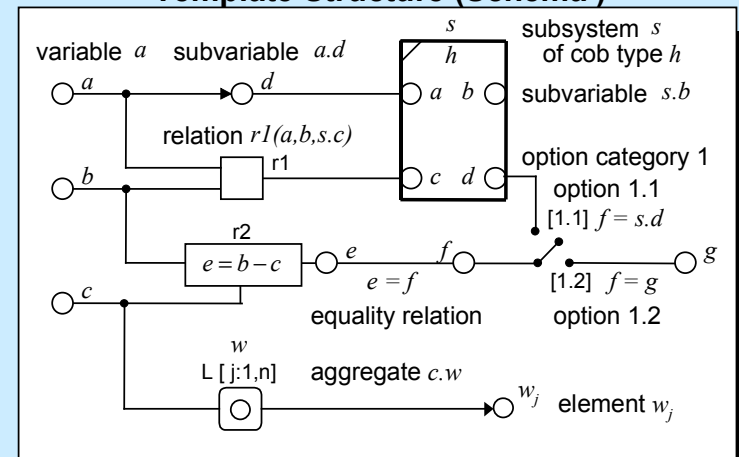 Template Structure (Schema )
s
subsystem s
variable a subvariable a.d
h
of cob type h
a
d
a b
subvariable s.b
relation r1(a,b,s.c)
r1
c d
option category 1
b
option 1.1
[1.1] f = s.d
r2
e = b – c
e
f
g
e = f
[1.2] f = g
c
equality relation
option 1.2
w
L [ j:1,n]
aggregate c.w
wj
element wj